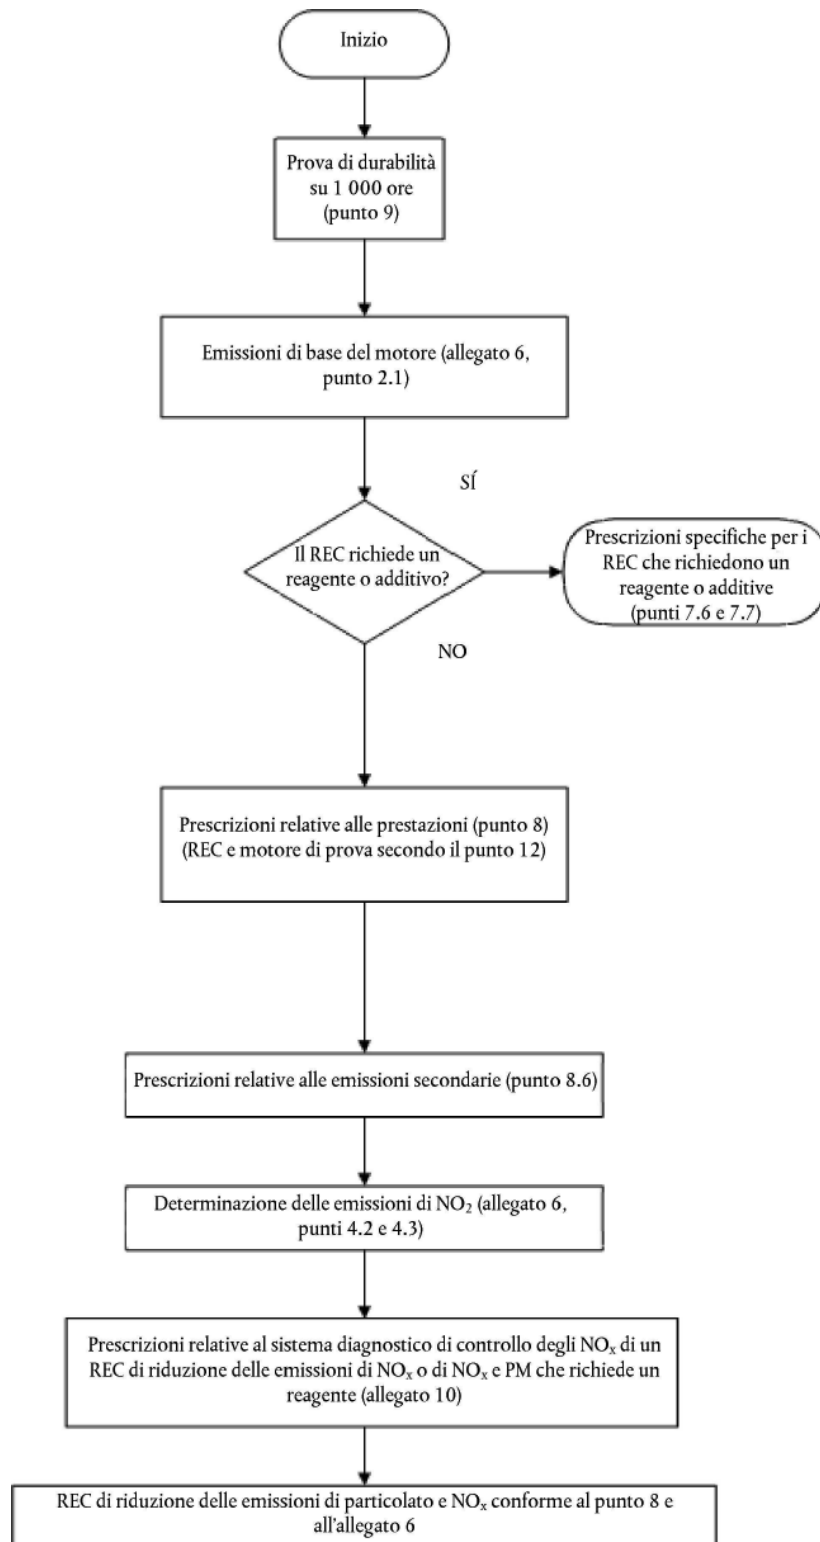 Inizio
Prova di durabilità
su 1 000 ore
(punto 9)
Emissioni di base del motore (allegato 6,
punto 2.1)
SÍ
Il REC richiede un
reagente o additivo?
Prescrizioni specifiche per i
REC che richiedono un
reagente o additive
(punti 7.6 e 7.7)
NO
Prescrizioni relative alle prestazioni (punto 8)
(REC e motore di prova secondo il punto 12)
Prescrizioni relative alle emissioni secondarie (punto 8.6)
Determinazione delle emissioni di NO₂ (allegato 6,
punti 4.2 e 4.3)
Prescrizioni relative al sistema diagnostico di controllo degli NOₓ di un
REC di riduzione delle emissioni di NOₓ o di NOₓ e PM che richiede un
reagente (allegato 10)
REC di riduzione delle emissioni di particolato e NOₓ conforme al punto 8 e
all'allegato 6